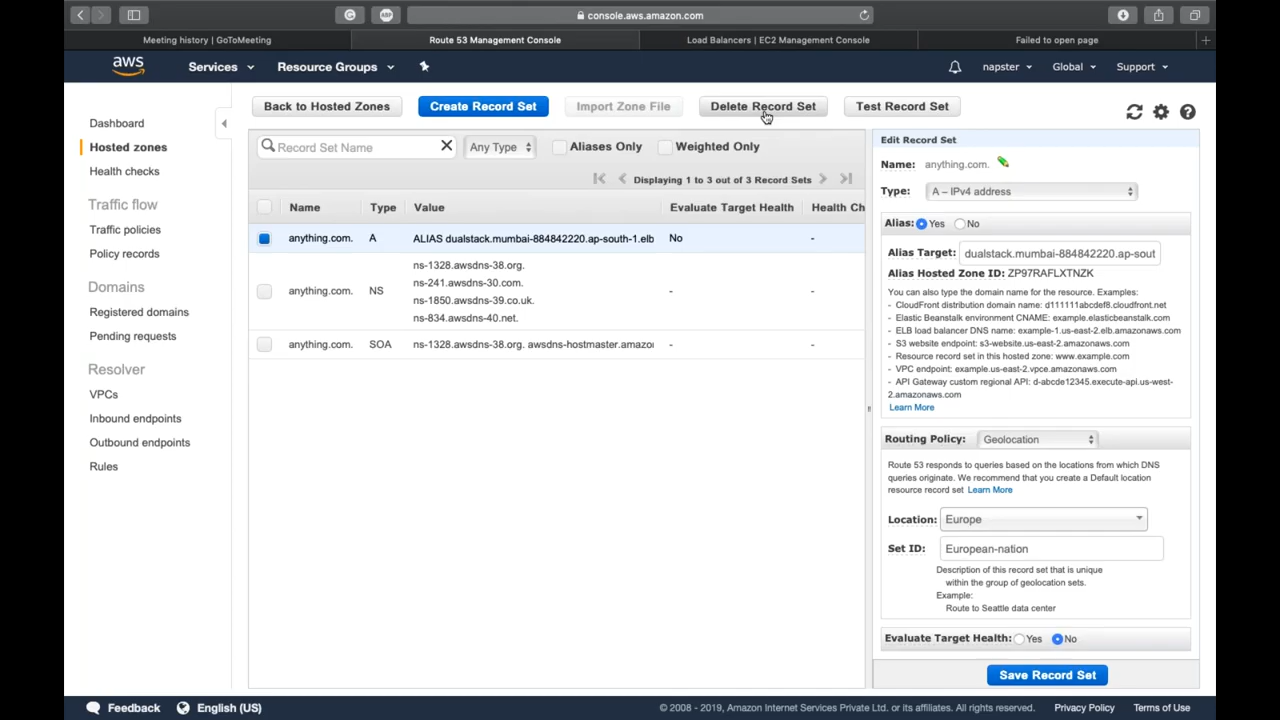 console.aws.amazon.com
Meeting history | GoToMeeting
Route 53 Management Console
Load Balancers | EC2 Management Console
Failed to open page
aws
Services
Resource Groups
napster
Global
Support
Back to Hosted Zones
Create Record Set
Import Zone File
Delete Record Set
Test Record Set
Dashboard
Hosted zones
Health checks
Traffic flow
Traffic policies
Policy records
Domains
Registered domains
Pending requests
Resolver
VPCs
Inbound endpoints
Outbound endpoints
Rules
Record Set Name
Any Type
Aliases Only
Weighted Only
Displaying 1 to 3 out of 3 Record Sets
Name Type Value Evaluate Target Health Health Ch
anything.com. A ALIAS dualstack.mumbai-884842220.ap-south-1.elb No -
ns-1328.awsdns-38.org.
ns-241.awsdns-30.com.
anything.com. NS - -
ns-1850.awsdns-39.co.uk.
ns-834.awsdns-40.net.
anything.com. SOA ns-1328.awsdns-38.org. awsdns-hostmaster.amazo - -
Edit Record Set
Name: anything.com.
Type: A – IPv4 address
Alias: Yes No
Alias Target: dualstack.mumbai-884842220.ap-sout
Alias Hosted Zone ID: ZP97RAFLXTNZK
You can also type the domain name for the resource. Examples:
- CloudFront distribution domain name: d111111abcdef8.cloudfront.net
- Elastic Beanstalk environment CNAME: example.elasticbeanstalk.com
- ELB load balancer DNS name: example-1.us-east-2.elb.amazonaws.com
- S3 website endpoint: s3-website.us-east-2.amazonaws.com
- Resource record set in this hosted zone: www.example.com
- VPC endpoint: example.us-east-2.vpce.amazonaws.com
- API Gateway custom regional API: d-abcde12345.execute-api.us-west-
2.amazonaws.com
Learn More
Routing Policy: Geolocation
Route 53 responds to queries based on the locations from which DNS
queries originate. We recommend that you create a Default location
resource record set Learn More
Location: Europe
Set ID: European-nation
Description of this record set that is unique
within the group of geolocation sets.
Example:
Route to Seattle data center
Evaluate Target Health: Yes No
Save Record Set
Feedback
English (US)
© 2008 - 2019, Amazon Internet Services Private Ltd. or its affiliates. All rights reserved.
Privacy Policy
Terms of Use